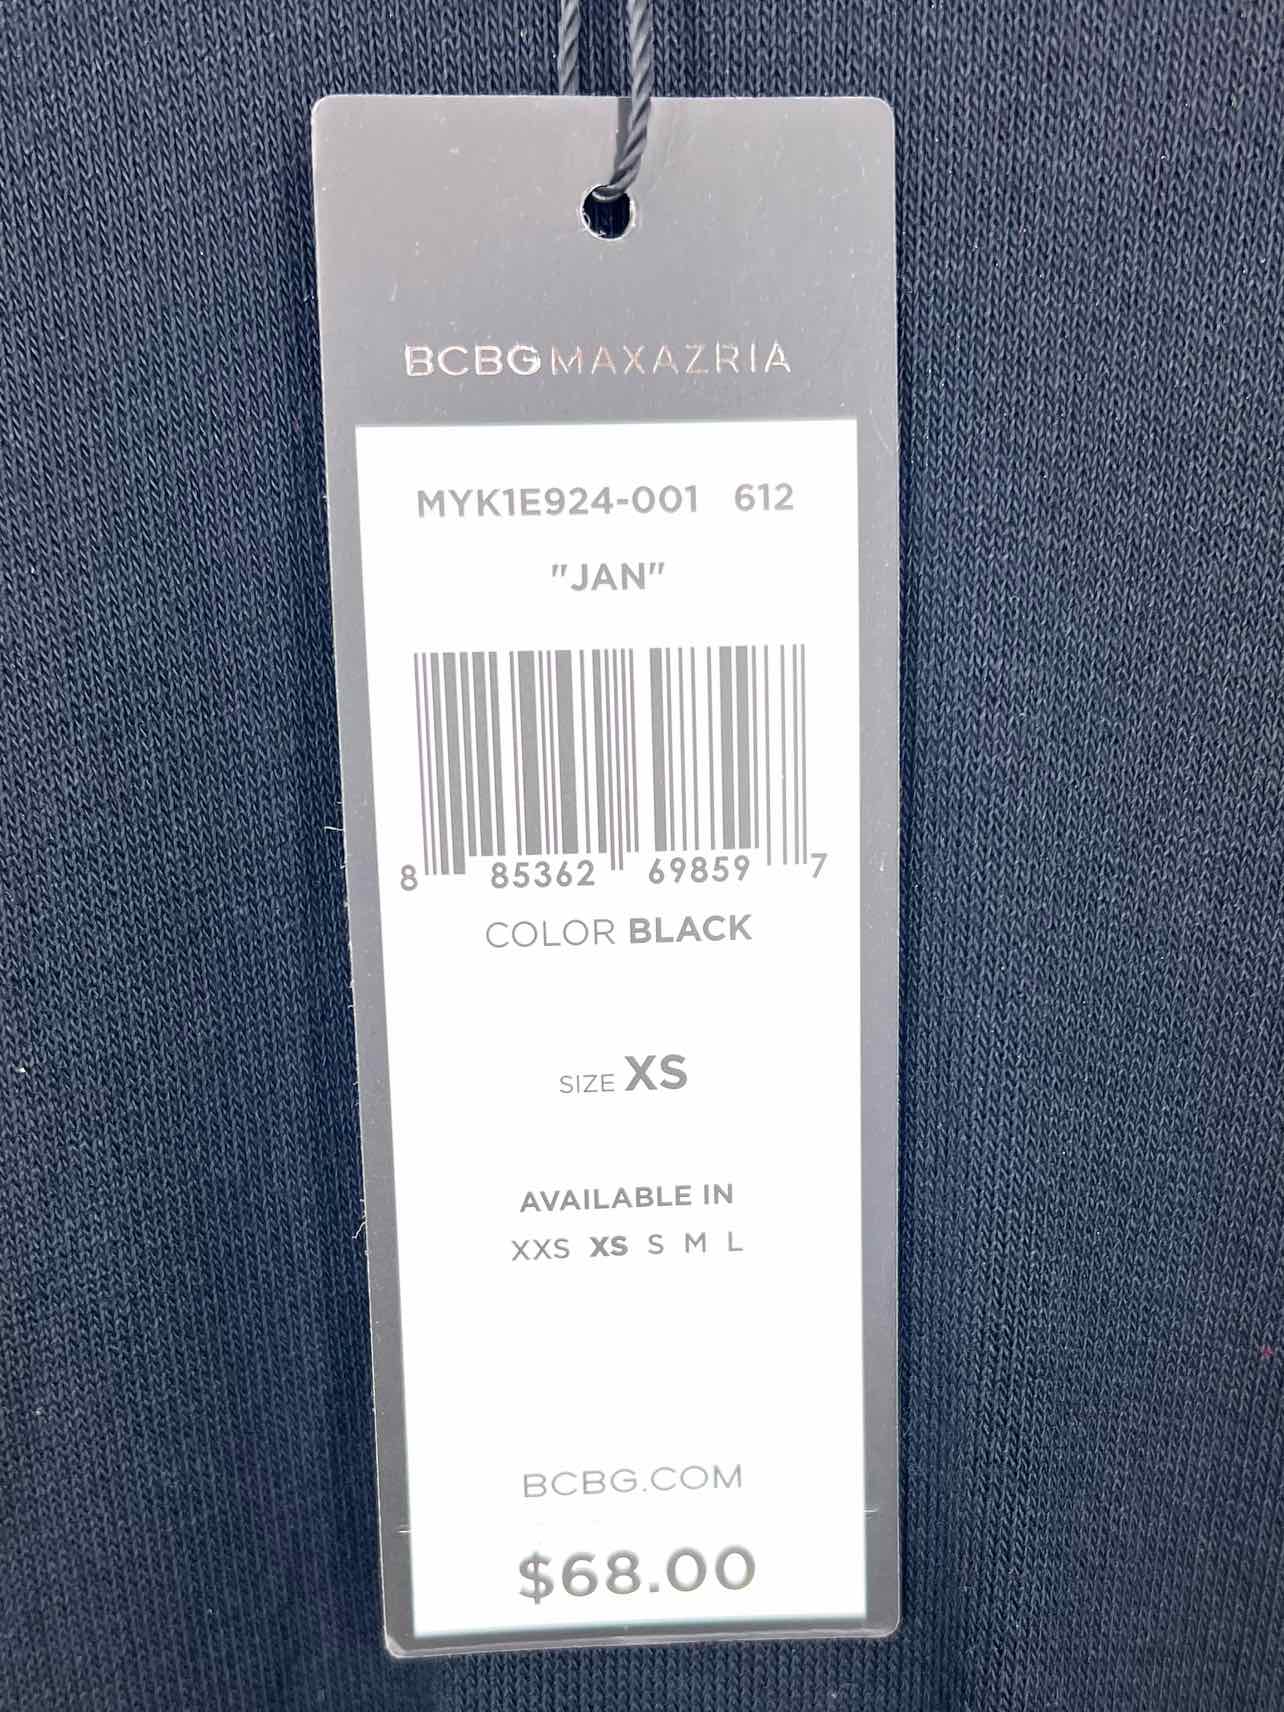 BCBGMAXAZRIA
MYK1E924-001 612
"JAN"
8 85362 69859 7
COLOR BLACK
SIZE XS
AVAILABLE IN
XXS XS S M L
BCBG.COM
$68.00